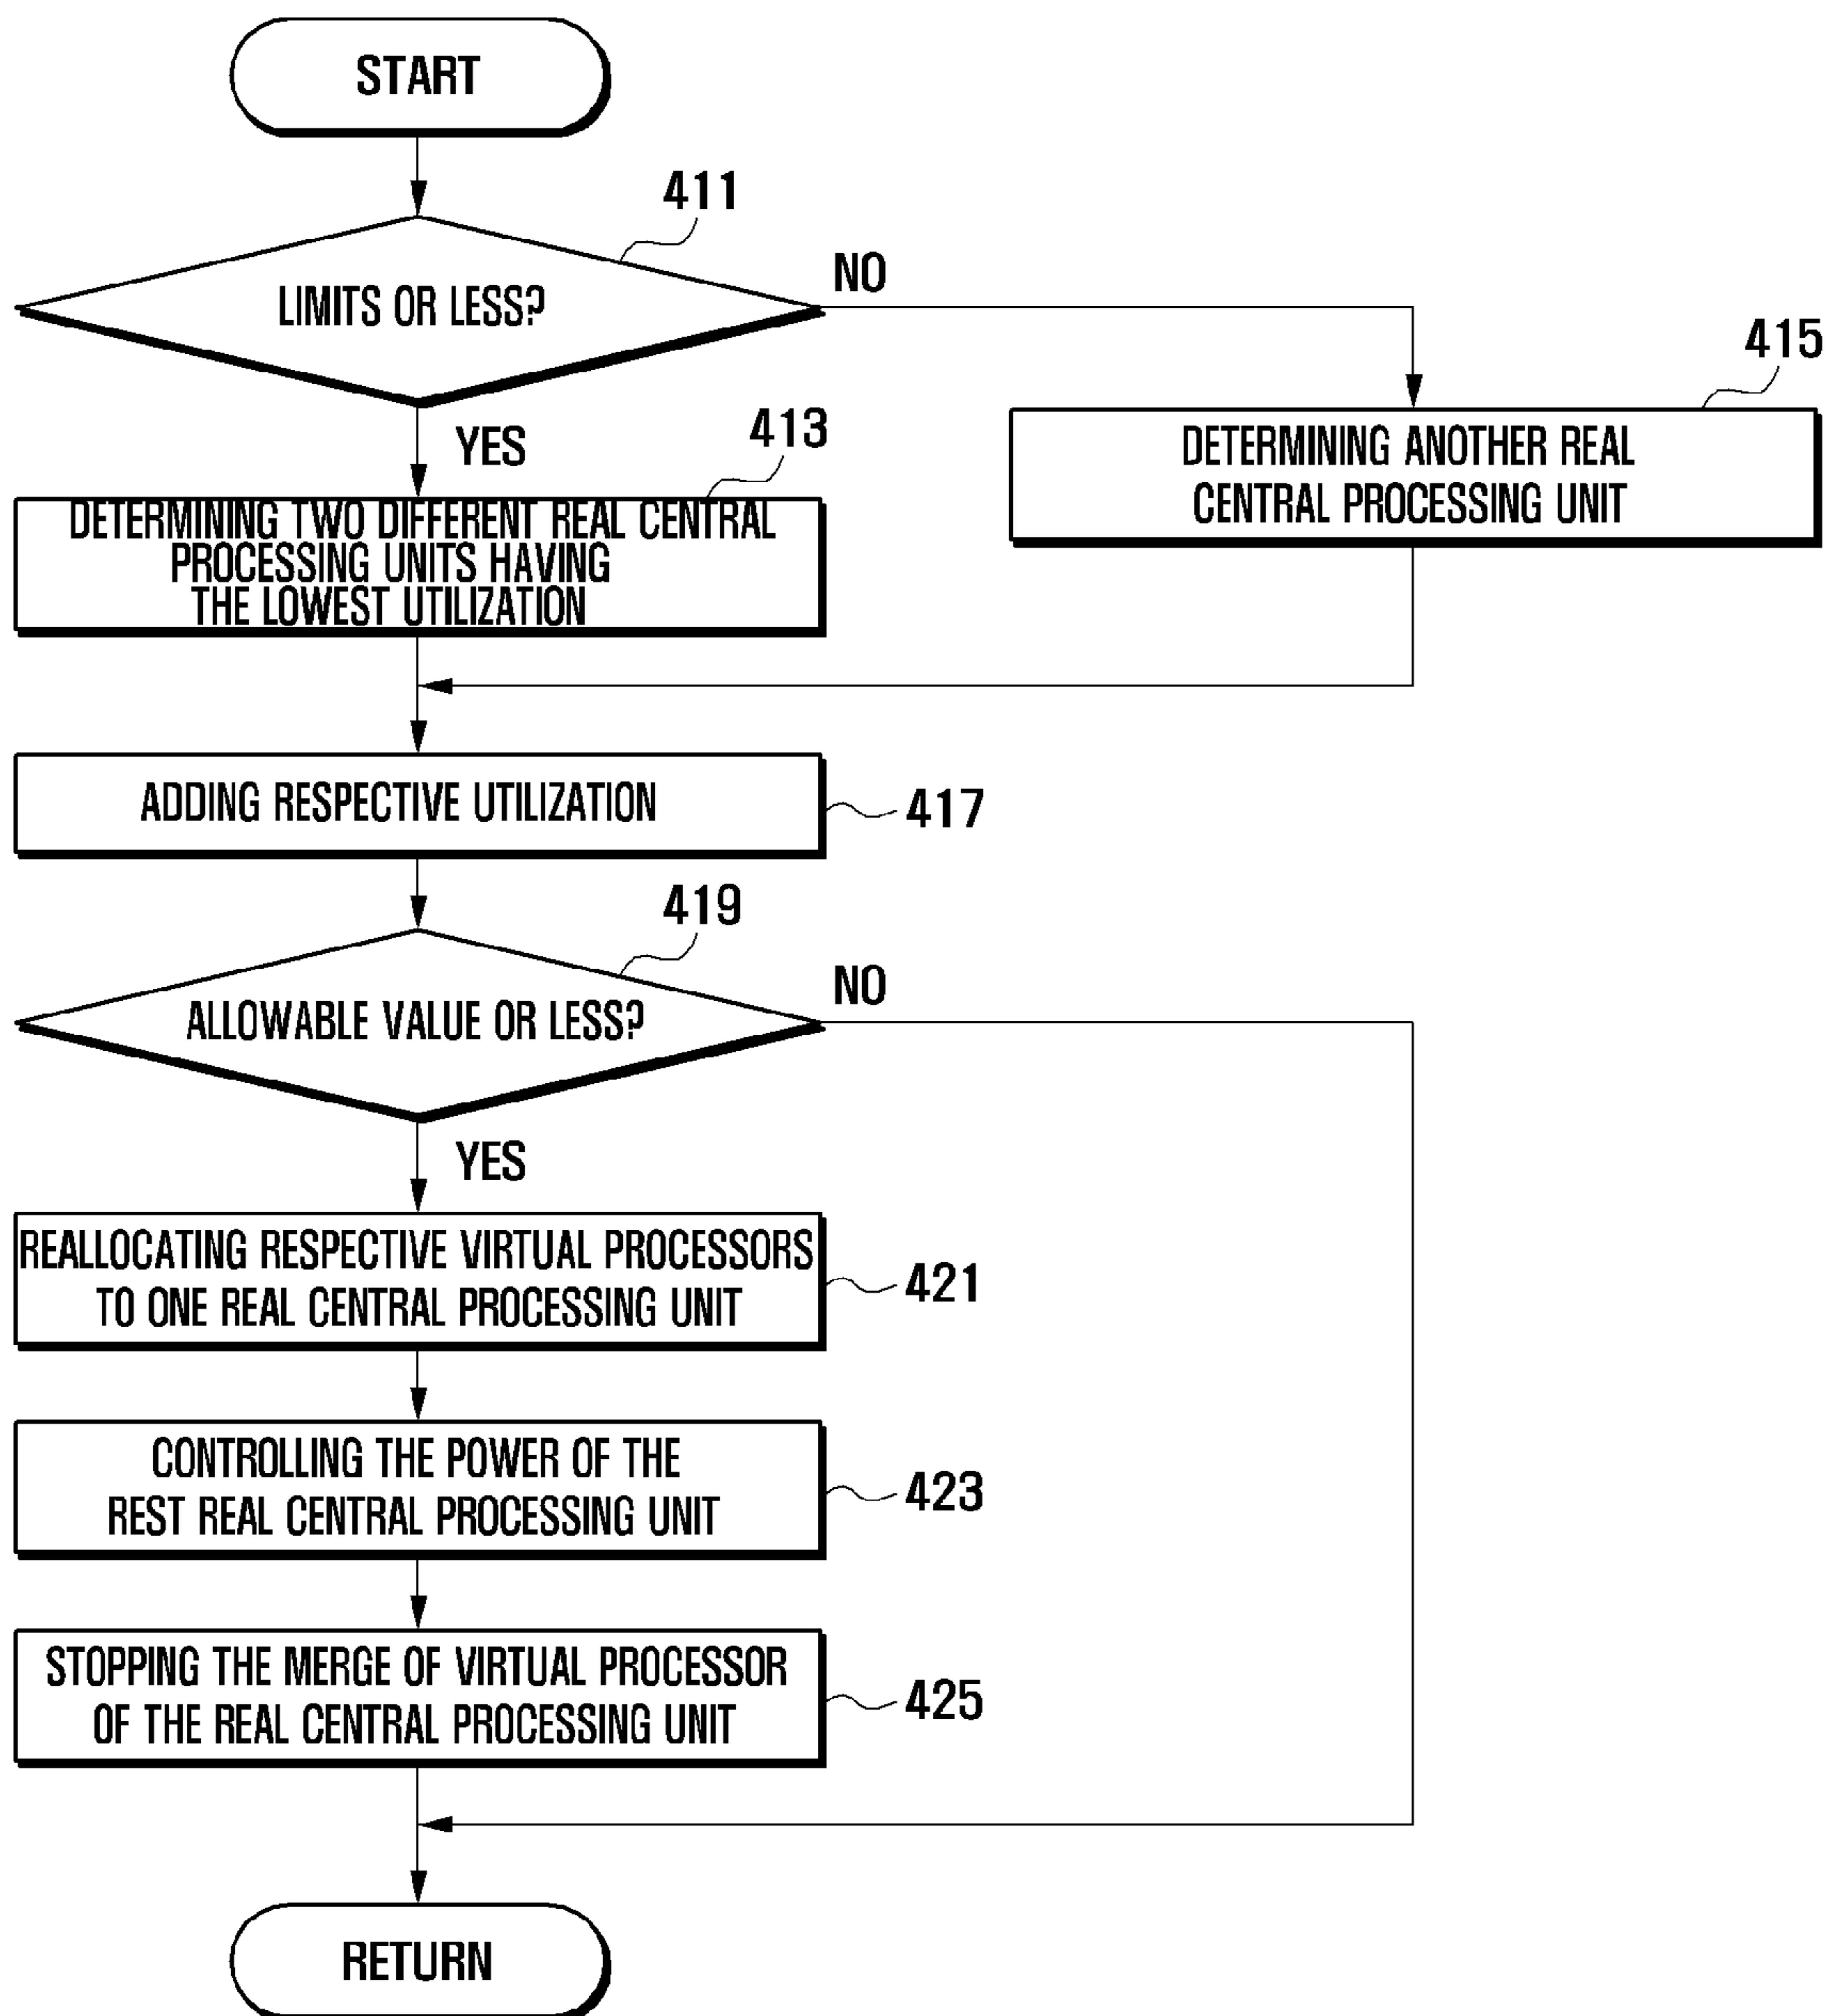 START
411
LIMITS OR LESS?
NO
415
YES
413
DETERMINING TWO DIFFERENT REAL CENTRAL
PROCESSING UNITS HAVING
THE LOWEST UTILIZATION
DETERMINING ANOTHER REAL
CENTRAL PROCESSING UNIT
ADDING RESPECTIVE UTILIZATION
417
419
ALLOWABLE VALUE OR LESS?
NO
YES
REALLOCATING RESPECTIVE VIRTUAL PROCESSORS
TO ONE REAL CENTRAL PROCESSING UNIT
421
CONTROLLING THE POWER OF THE
REST REAL CENTRAL PROCESSING UNIT
423
STOPPING THE MERGE OF VIRTUAL PROCESSOR
OF THE REAL CENTRAL PROCESSING UNIT
425
RETURN